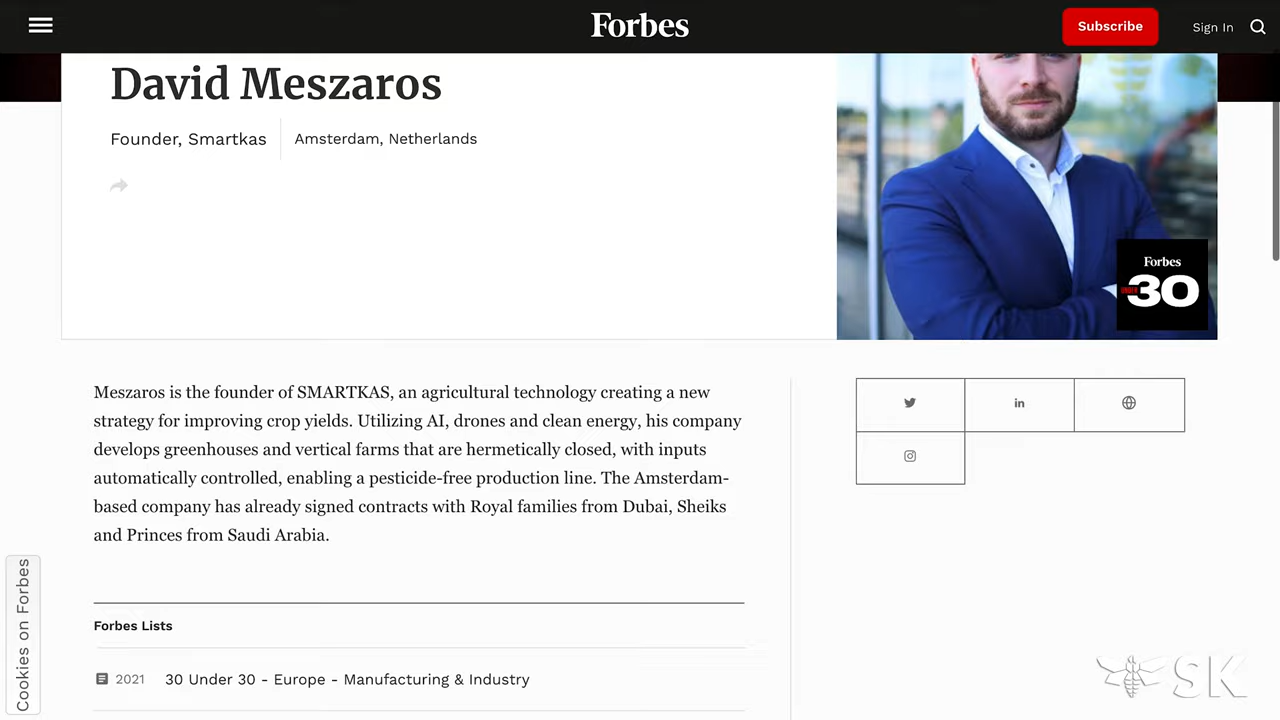 Forbes
Subscribe
Sign In
David Meszaros
Founder, Smartkas
Amsterdam, Netherlands
Forbes
UNDER
30
Meszaros is the founder of SMARTKAS, an agricultural technology creating a new
strategy for improving crop yields. Utilizing AI, drones and clean energy, his company
develops greenhouses and vertical farms that are hermetically closed, with inputs
automatically controlled, enabling a pesticide-free production line. The Amsterdam-
based company has already signed contracts with Royal families from Dubai, Sheiks
and Princes from Saudi Arabia.
in
Cookies on Forbes
Forbes Lists
2021 30 Under 30 - Europe - Manufacturing & Industry
SK